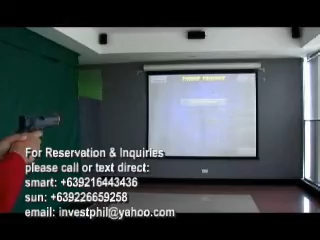 For Reservation & Inquiries
please call or text direct:
smart: +639216443436
sun: +639226659258
email: investphil@yahoo.com